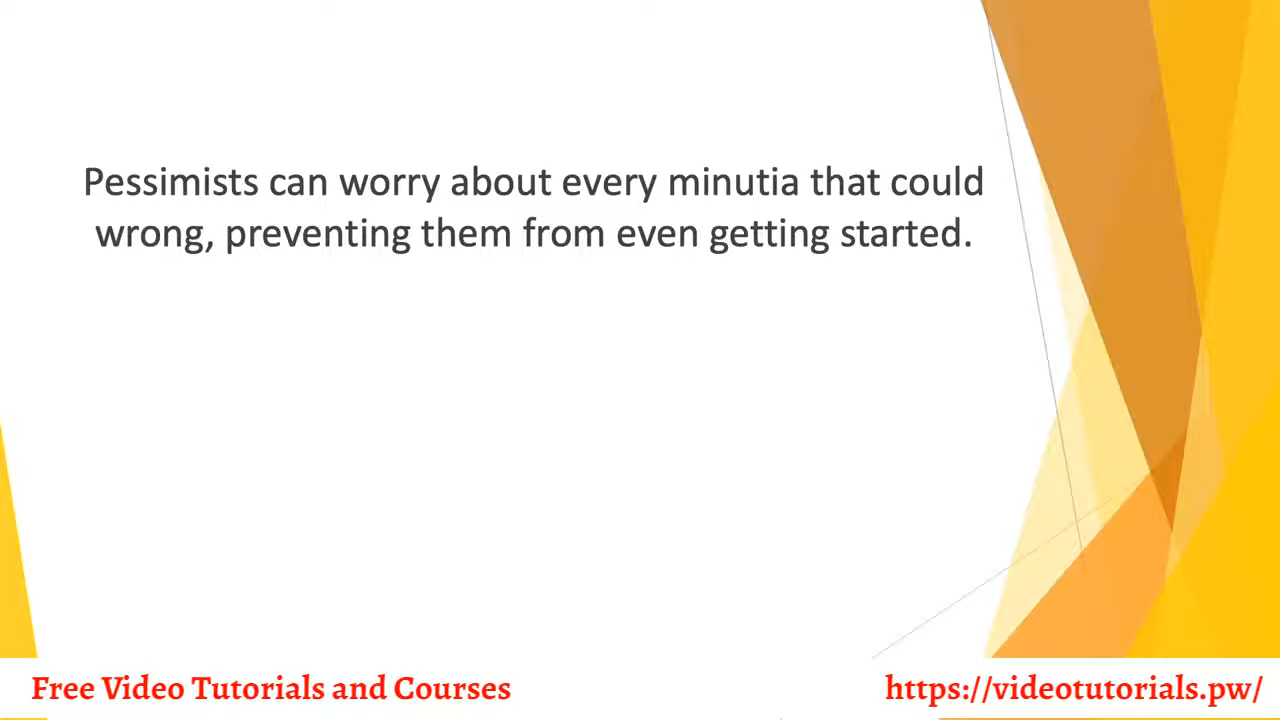 Pessimists can worry about every minutia that could
wrong, preventing them from even getting started.
Free Video Tutorials and Courses
https://videotutorials.pw/